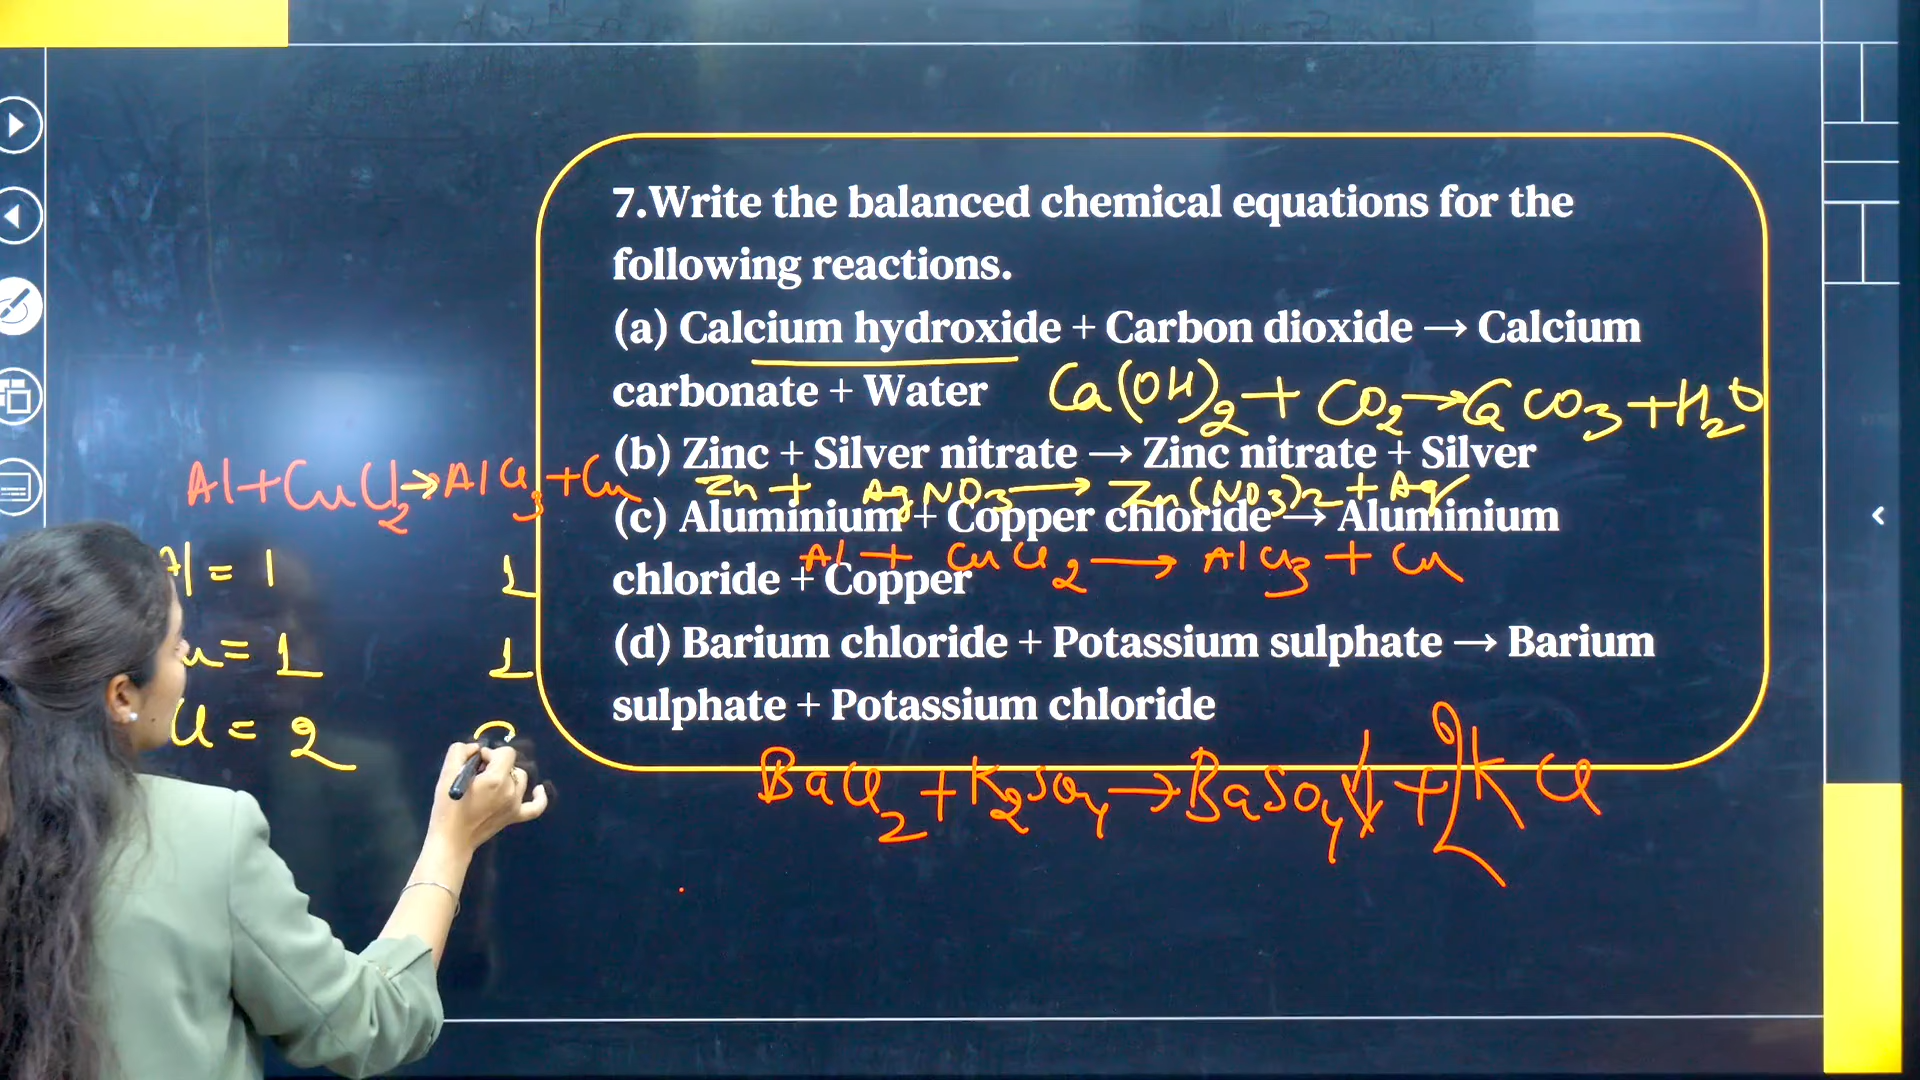 7.Write the balanced chemical equations for the
following reactions.
(a) Calcium hydroxide + Carbon dioxide → Calcium
carbonate + Water
Ca(OH)2 + CO2 → CaCO3 + H2O
(b) Zinc + Silver nitrate → Zinc nitrate + Silver
Zn + AgNO3 → Zn(NO3)2 + Ag
(c) Aluminium + Copper chloride → Aluminium
chloride + Copper
Al + CuCl2 → AlCl3 + Cu
(d) Barium chloride + Potassium sulphate → Barium
sulphate + Potassium chloride
BaCl2 + K2SO4 → BaSO4↓ + 2KCl
Al + CuCl2 → AlCl3 + Cu
Al = 1 1
= 1 1
Cl = 2